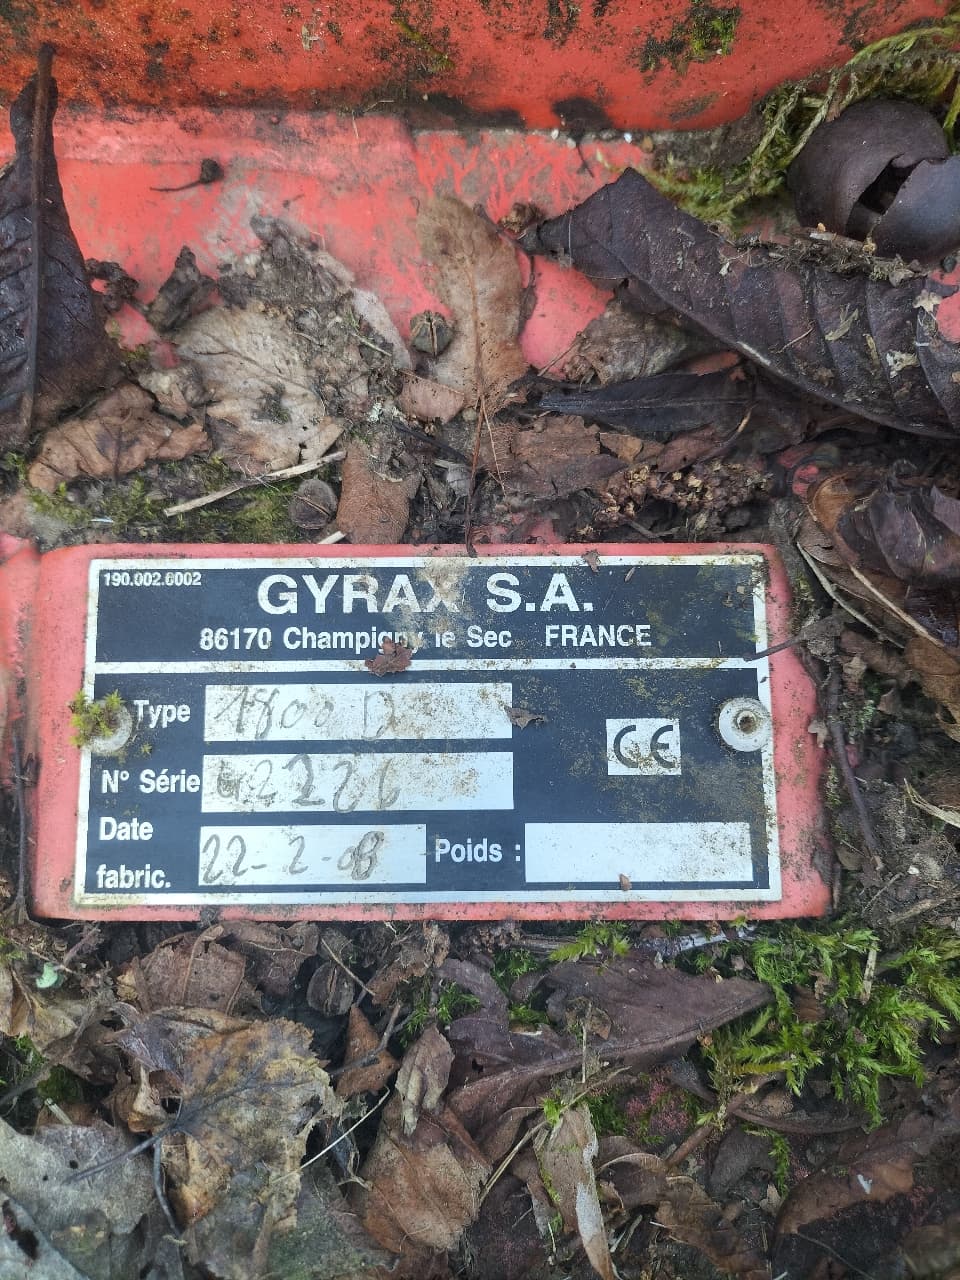 190.002.6002
GYRAX S.A.
86170 Champigny le Sec FRANCE
Type 1800 D
CE
N° Série 42226
Date
fabric. 22-2-08 Poids :